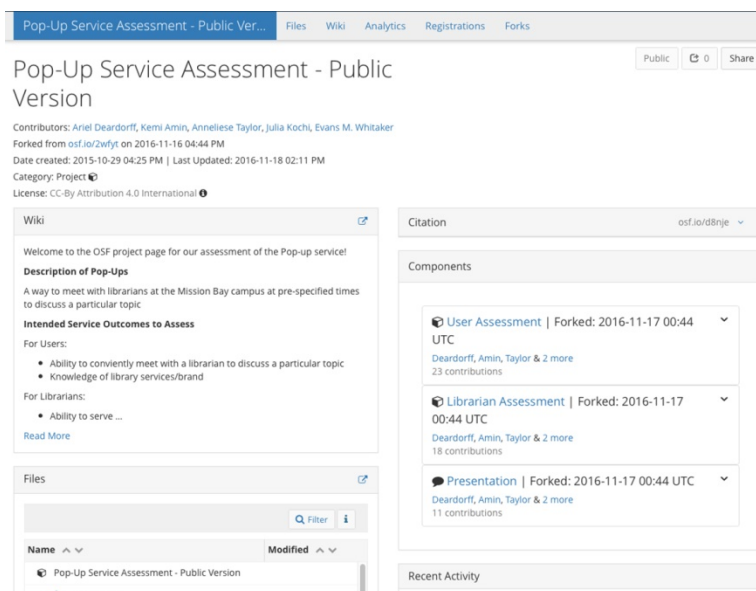 Pop-Up Service Assessment - Public Ver... Files Wiki Analytics Registrations Forks
Public 0 Share
Pop-Up Service Assessment - Public
Version
Contributors: Ariel Deardorff, Kemi Amin, Anneliese Taylor, Julia Kochi, Evans M. Whitaker
Forked from osf.io/2wfyt on 2016-11-16 04:44 PM
Date created: 2015-10-29 04:25 PM | Last Updated: 2016-11-18 02:11 PM
Category: Project
License: CC-By Attribution 4.0 International
Wiki
Welcome to the OSF project page for our assessment of the Pop-up service!
Description of Pop-Ups
A way to meet with librarians at the Mission Bay campus at pre-specified times
to discuss a particular topic
Intended Service Outcomes to Assess
For Users:
• Ability to conviently meet with a librarian to discuss a particular topic
• Knowledge of library services/brand
For Librarians:
• Ability to serve ...
Read More
Files
Filter i
Name Modified
Pop-Up Service Assessment - Public Version
Citation osf.io/d8nje
Components
User Assessment | Forked: 2016-11-17 00:44
UTC
Deardorff, Amin, Taylor & 2 more
23 contributions
Librarian Assessment | Forked: 2016-11-17
00:44 UTC
Deardorff, Amin, Taylor & 2 more
18 contributions
Presentation | Forked: 2016-11-17 00:44 UTC
Deardorff, Amin, Taylor & 2 more
11 contributions
Recent Activity